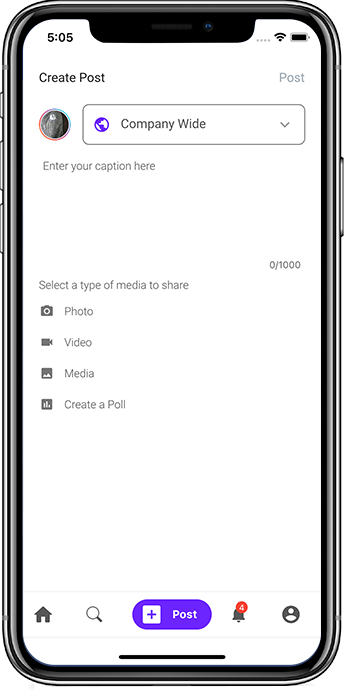 5:05
Create Post Post
Company Wide
Enter your caption here
0/1000
Select a type of media to share
Photo
Video
Media
Create a Poll
Post 4